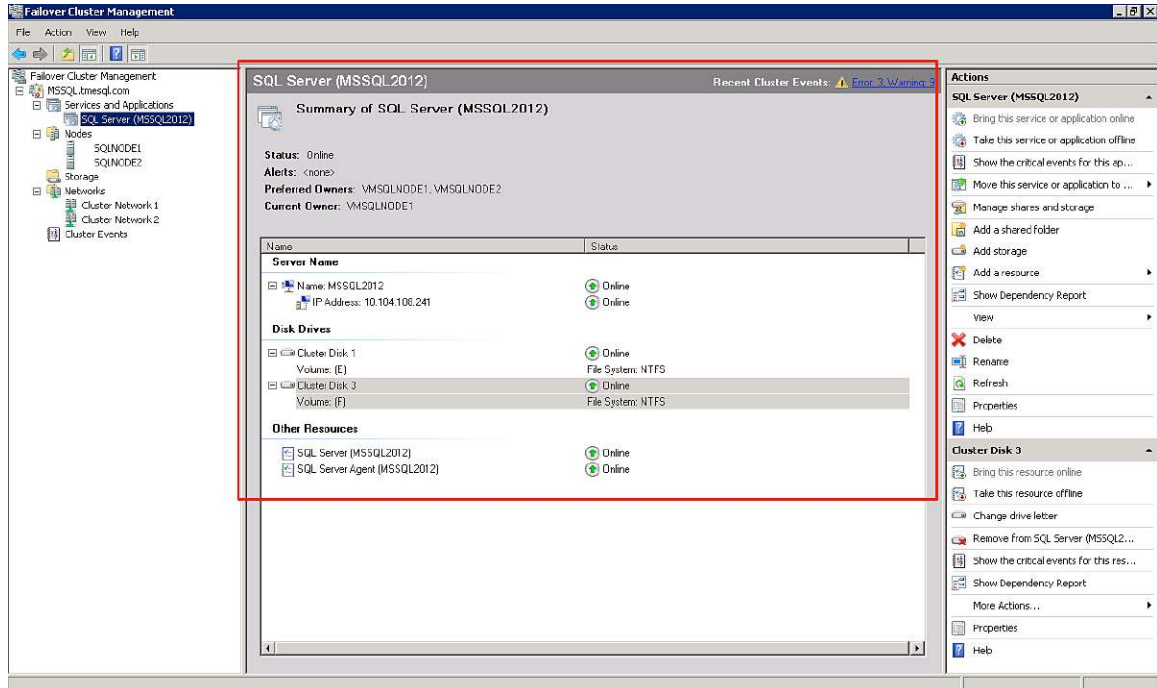 Failover Cluster Management
File Action View Help
Failover Cluster Management
MSSQL.tmesql.com
Services and Applications
SQL Server (MSSQL2012)
Nodes
SQLNODE1
SQLNODE2
Storage
Networks
Cluster Network 1
Cluster Network 2
Cluster Events
SQL Server (MSSQL2012)
Recent Cluster Events: Error: 3, Warning: 9
Summary of SQL Server (MSSQL2012)
Status: Online
Alerts: <none>
Preferred Owners: VMSQLNODE1, VMSQLNODE2
Current Owner: VMSQLNODE1
Name Status
Server Name
Name: MSSQL2012 Online
IP Address: 10.104.108.241 Online
Disk Drives
Cluster Disk 1 Online
Volume: (E) File System: NTFS
Cluster Disk 3 Online
Volume: (F) File System: NTFS
Other Resources
SQL Server (MSSQL2012) Online
SQL Server Agent (MSSQL2012) Online
Actions
SQL Server (MSSQL2012)
Bring this service or application online
Take this service or application offline
Show the critical events for this ap...
Move this service or application to ...
Manage shares and storage
Add a shared folder
Add storage
Add a resource
Show Dependency Report
View
Delete
Rename
Refresh
Properties
Help
Cluster Disk 3
Bring this resource online
Take this resource offline
Change drive letter
Remove from SQL Server (MSSQL2...
Show the critical events for this res...
Show Dependency Report
More Actions...
Properties
Help